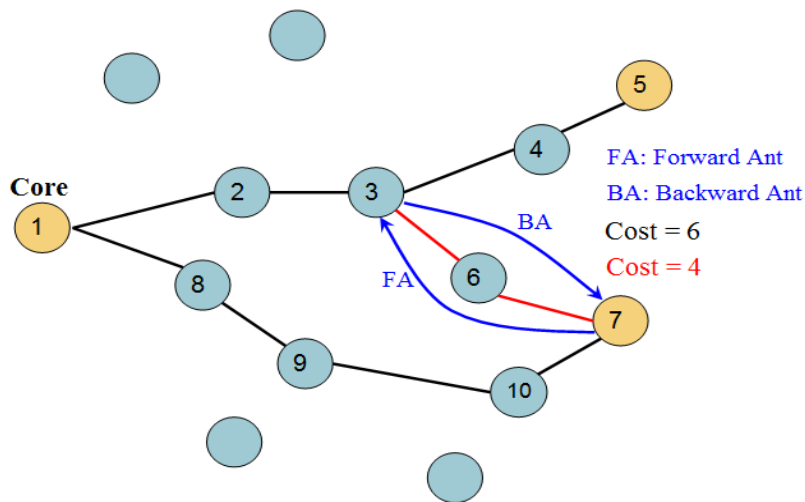 5
4
FA: Forward Ant
Core
2
3
BA: Backward Ant
1
BA
Cost = 6
8
6
FA
Cost = 4
7
9
10